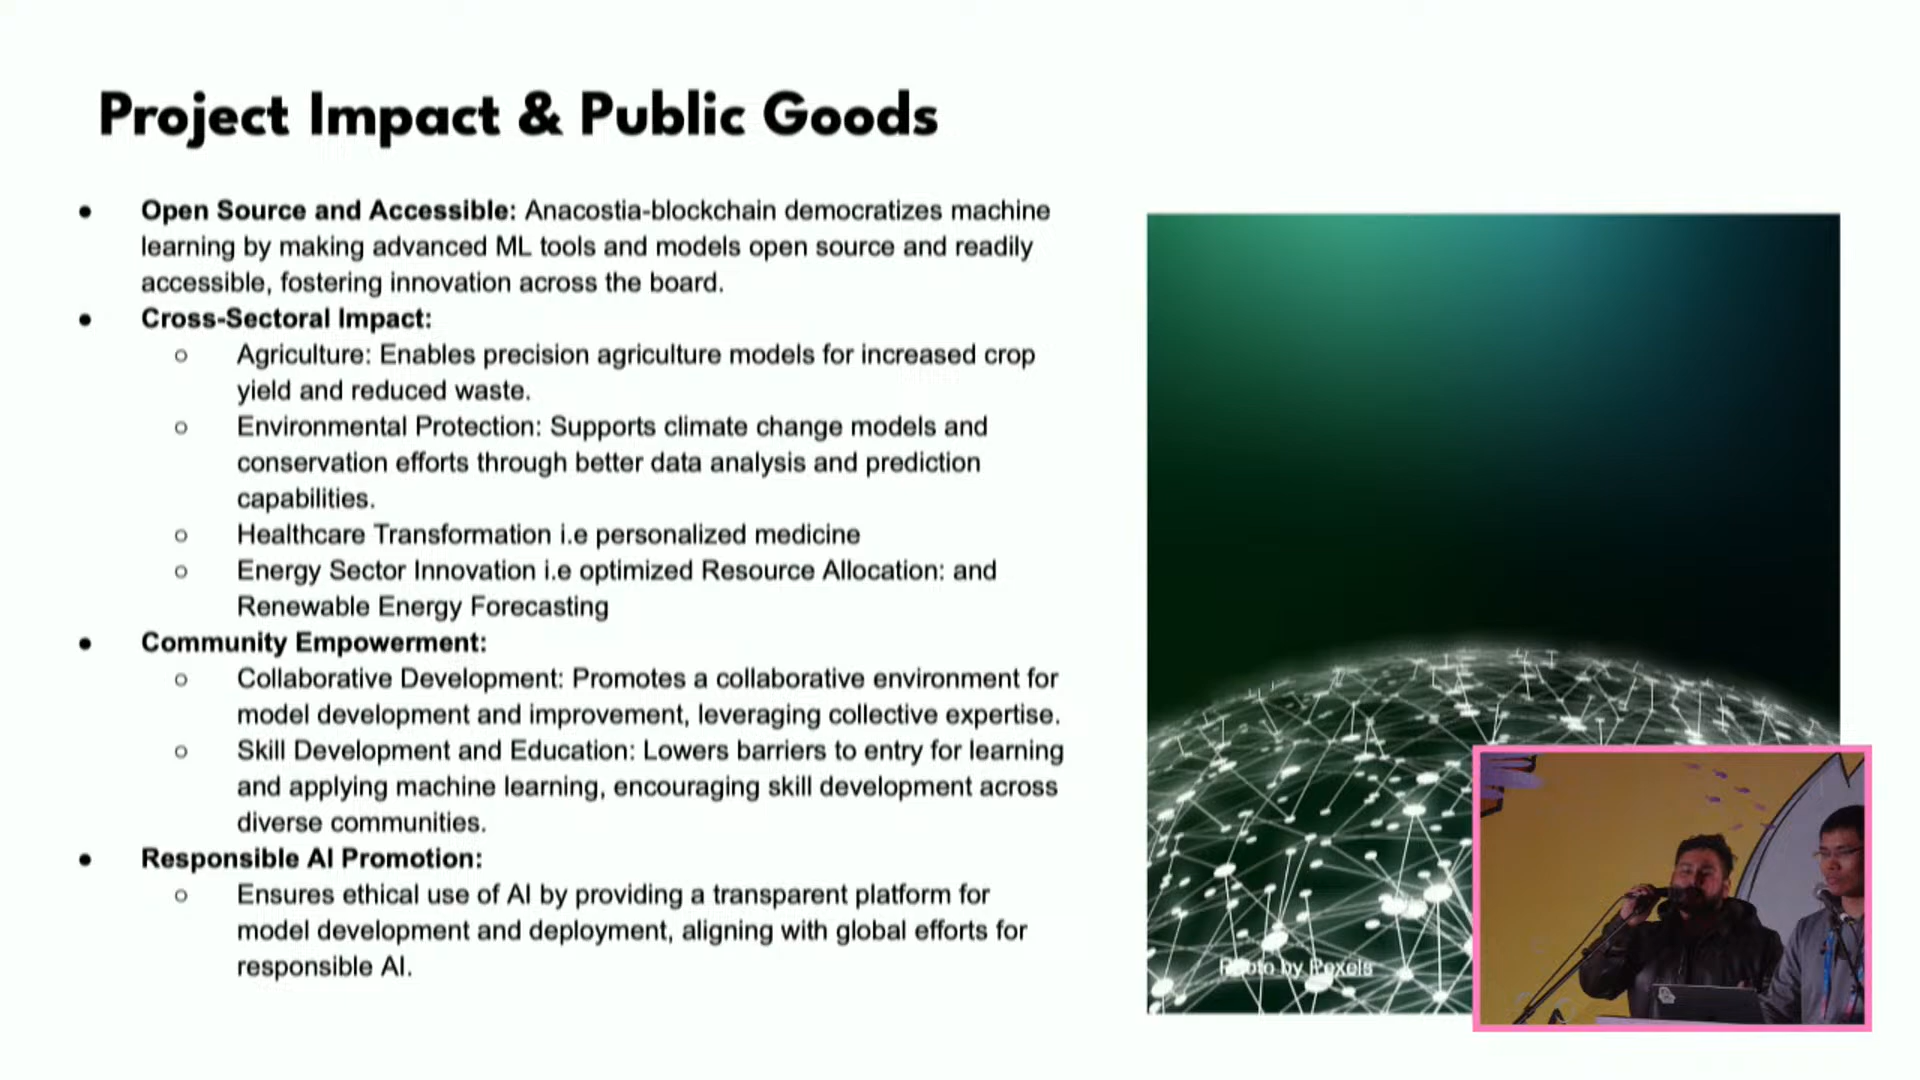 Project Impact & Public Goods
● Open Source and Accessible: Anacostia-blockchain democratizes machine
learning by making advanced ML tools and models open source and readily
accessible, fostering innovation across the board.
● Cross-Sectoral Impact:
○ Agriculture: Enables precision agriculture models for increased crop
yield and reduced waste.
○ Environmental Protection: Supports climate change models and
conservation efforts through better data analysis and prediction
capabilities.
○ Healthcare Transformation i.e personalized medicine
○ Energy Sector Innovation i.e optimized Resource Allocation: and
Renewable Energy Forecasting
● Community Empowerment:
○ Collaborative Development: Promotes a collaborative environment for
model development and improvement, leveraging collective expertise.
○ Skill Development and Education: Lowers barriers to entry for learning
and applying machine learning, encouraging skill development across
diverse communities.
● Responsible AI Promotion:
○ Ensures ethical use of AI by providing a transparent platform for
model development and deployment, aligning with global efforts for
responsible AI.
Photo by Pexels